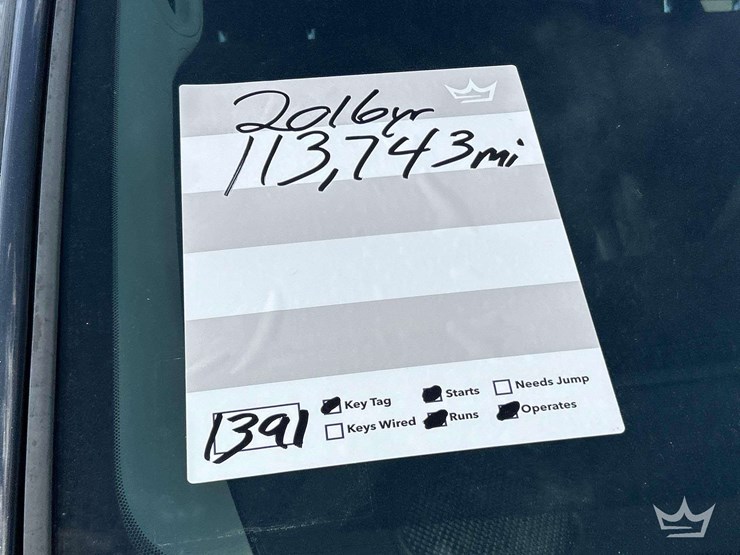 2016yr
113,743mi
1391
Key Tag Starts Needs Jump
Keys Wired Runs Operates